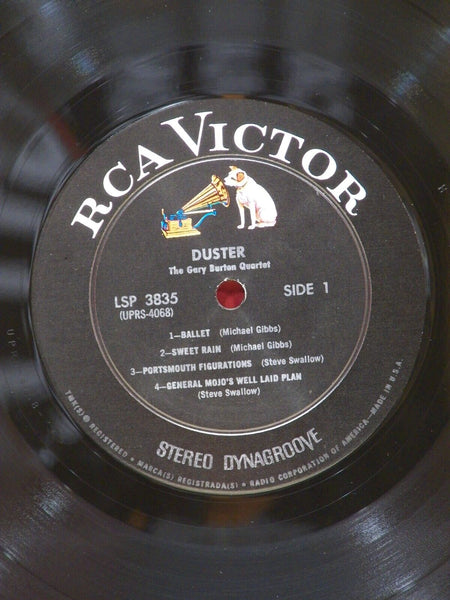 RCA VICTOR
DUSTER
The Gary Burton Quartet
LSP 3835
(UPRS-4068)
SIDE 1
1—BALLET (Michael Gibbs)
2—SWEET RAIN (Michael Gibbs)
3—PORTSMOUTH FIGURATIONS (Steve Swallow)
4—GENERAL MOJO'S WELL LAID PLAN
(Steve Swallow)
STEREO DYNAGROOVE
TMK(S) ® REGISTERED • MARCA(S) REGISTRADA(S) • RADIO CORPORATION OF AMERICA—MADE IN U.S.A.